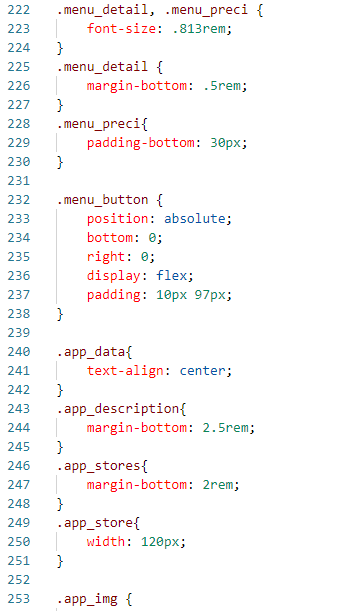 222 .menu_detail, .menu_preci {
223 font-size: .813rem;
224 }
225 .menu_detail {
226 margin-bottom: .5rem;
227 }
228 .menu_preci{
229 padding-bottom: 30px;
230 }
231
232 .menu_button {
233 position: absolute;
234 bottom: 0;
235 right: 0;
236 display: flex;
237 padding: 10px 97px;
238 }
239
240 .app_data{
241 text-align: center;
242 }
243 .app_description{
244 margin-bottom: 2.5rem;
245 }
246 .app_stores{
247 margin-bottom: 2rem;
248 }
249 .app_store{
250 width: 120px;
251 }
252
253 .app_img {